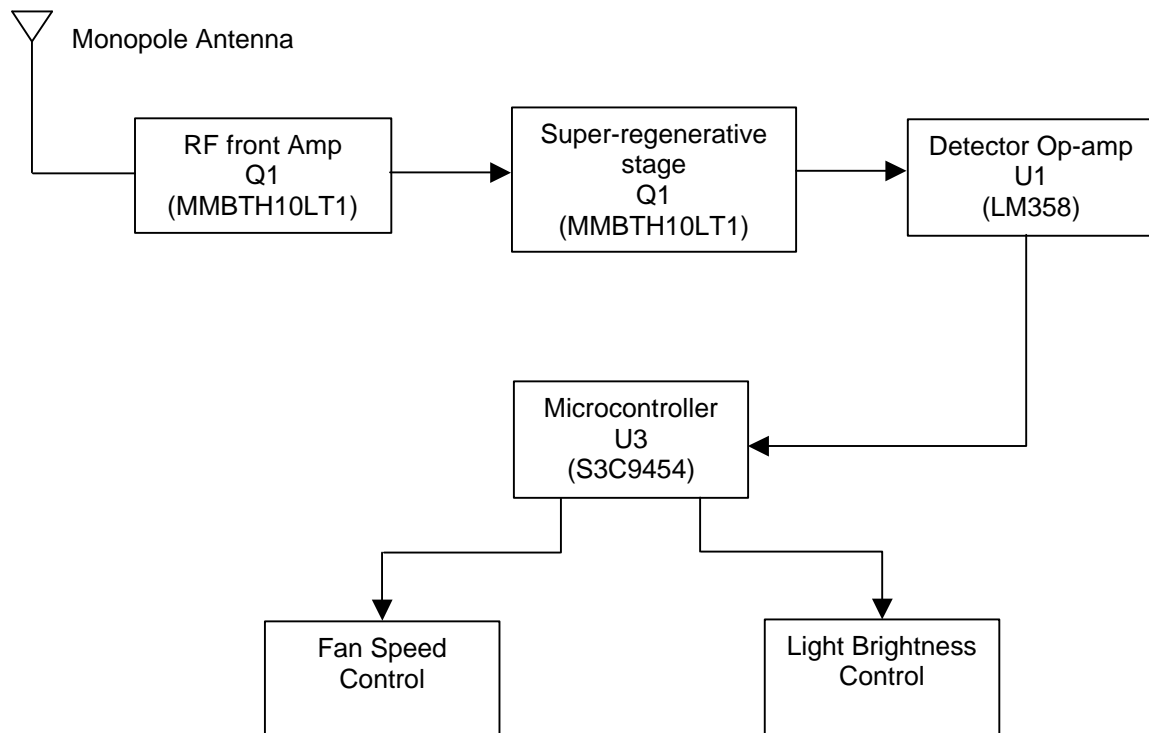 Monopole Antenna
RF front Amp
Q1
(MMBTH10LT1)
Super-regenerative
stage
Q1
(MMBTH10LT1)
Detector Op-amp
U1
(LM358)
Microcontroller
U3
(S3C9454)
Fan Speed
Control
Light Brightness
Control